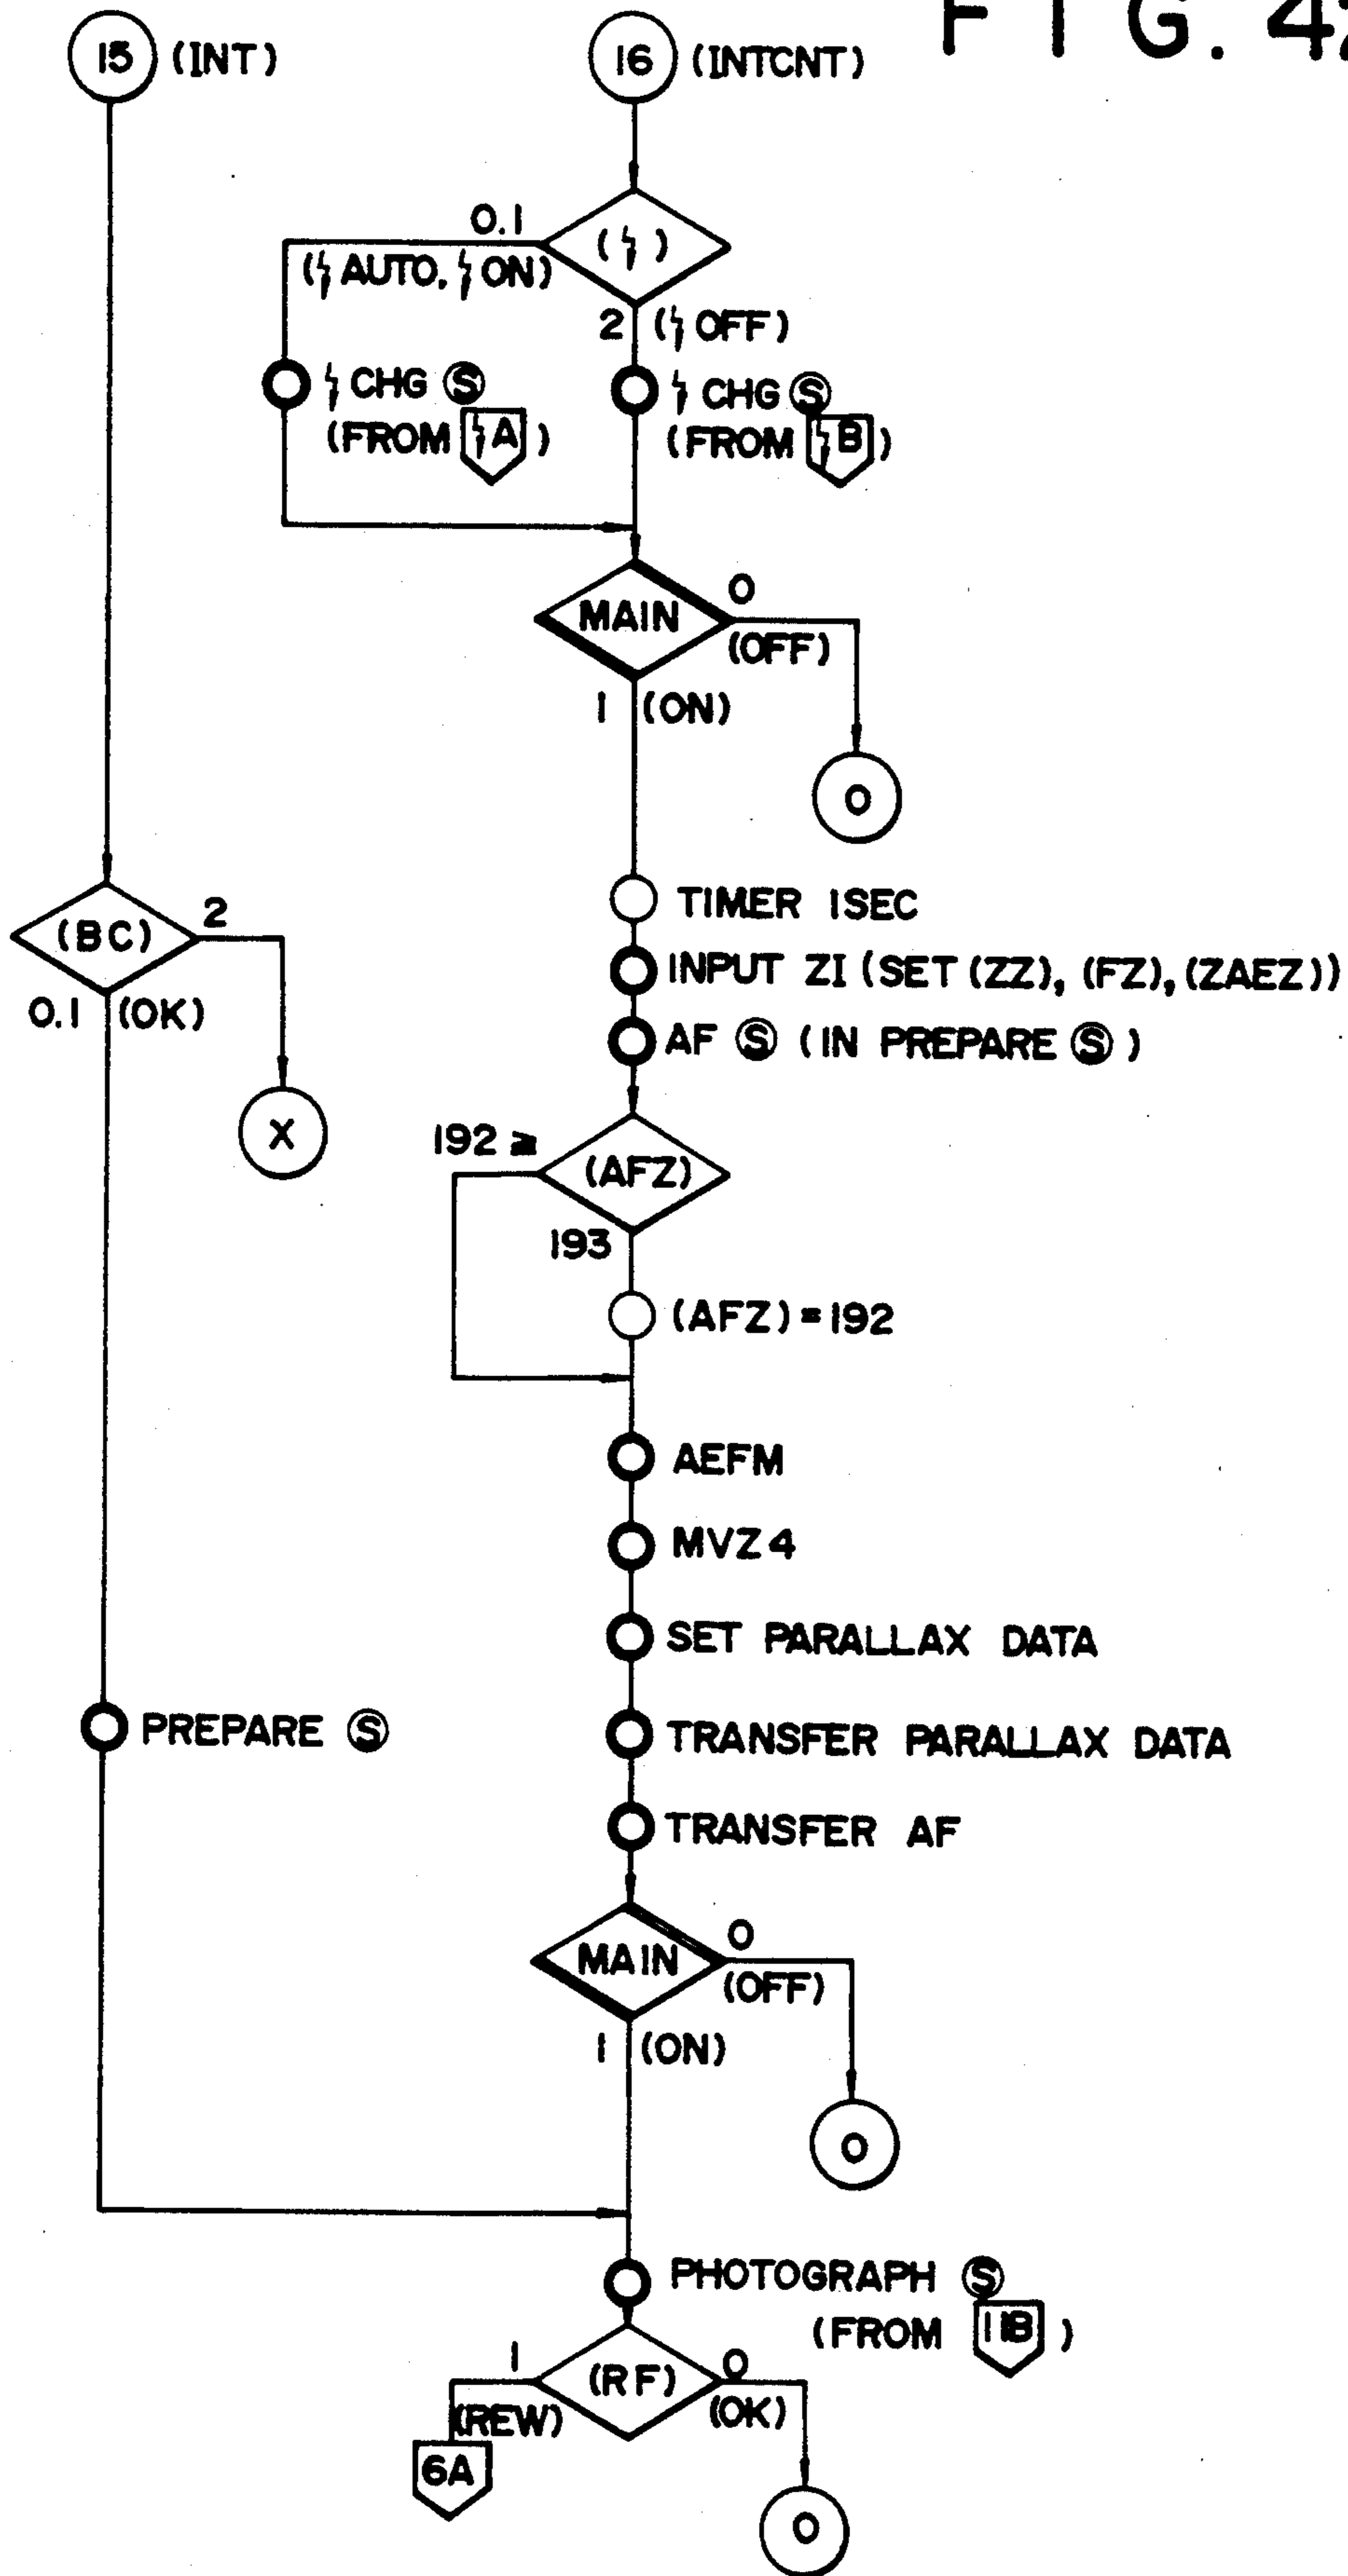 FIG. 42
15 (INT)
16 (INTCNT)
0.1
(ϟ)
(ϟ AUTO, ϟ ON)
2 (ϟ OFF)
ϟ CHG Ⓢ
(FROM ϟA)
ϟ CHG Ⓢ
(FROM ϟB)
MAIN
0
(OFF)
1 (ON)
0
TIMER 1SEC
(BC)
2
INPUT ZI (SET (ZZ), (FZ), (ZAEZ))
0.1 (OK)
AF Ⓢ (IN PREPARE Ⓢ)
X
192 ≧
(AFZ)
193
(AFZ) = 192
AEFM
MVZ4
SET PARALLAX DATA
PREPARE Ⓢ
TRANSFER PARALLAX DATA
TRANSFER AF
MAIN
0
(OFF)
1 (ON)
0
PHOTOGRAPH Ⓢ
(FROM 11B)
1
(RF)
0
(REW)
(OK)
6A
0